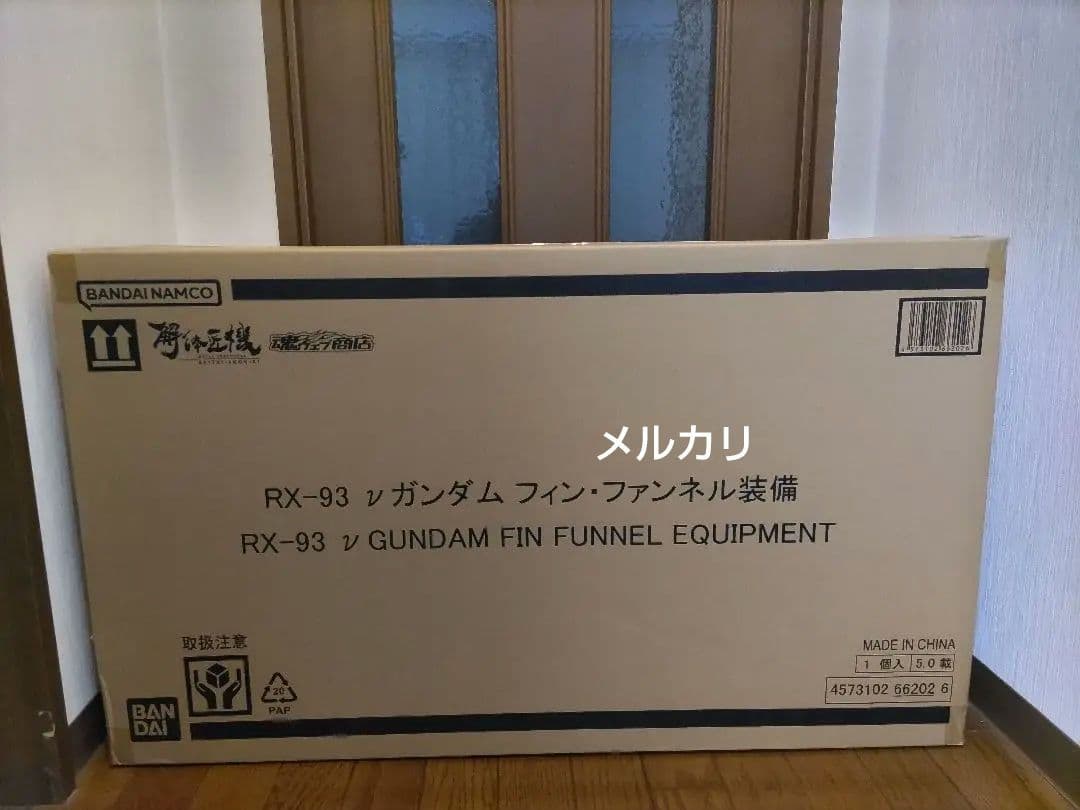 BANDAI NAMCO
解体匠機
魂ウェブ商店
メルカリ
RX-93 νガンダム フィン・ファンネル装備
RX-93 ν GUNDAM FIN FUNNEL EQUIPMENT
取扱注意
20
PAP
BAN
DAI
MADE IN CHINA
1 個入 5.0 載
4573102 66202 6